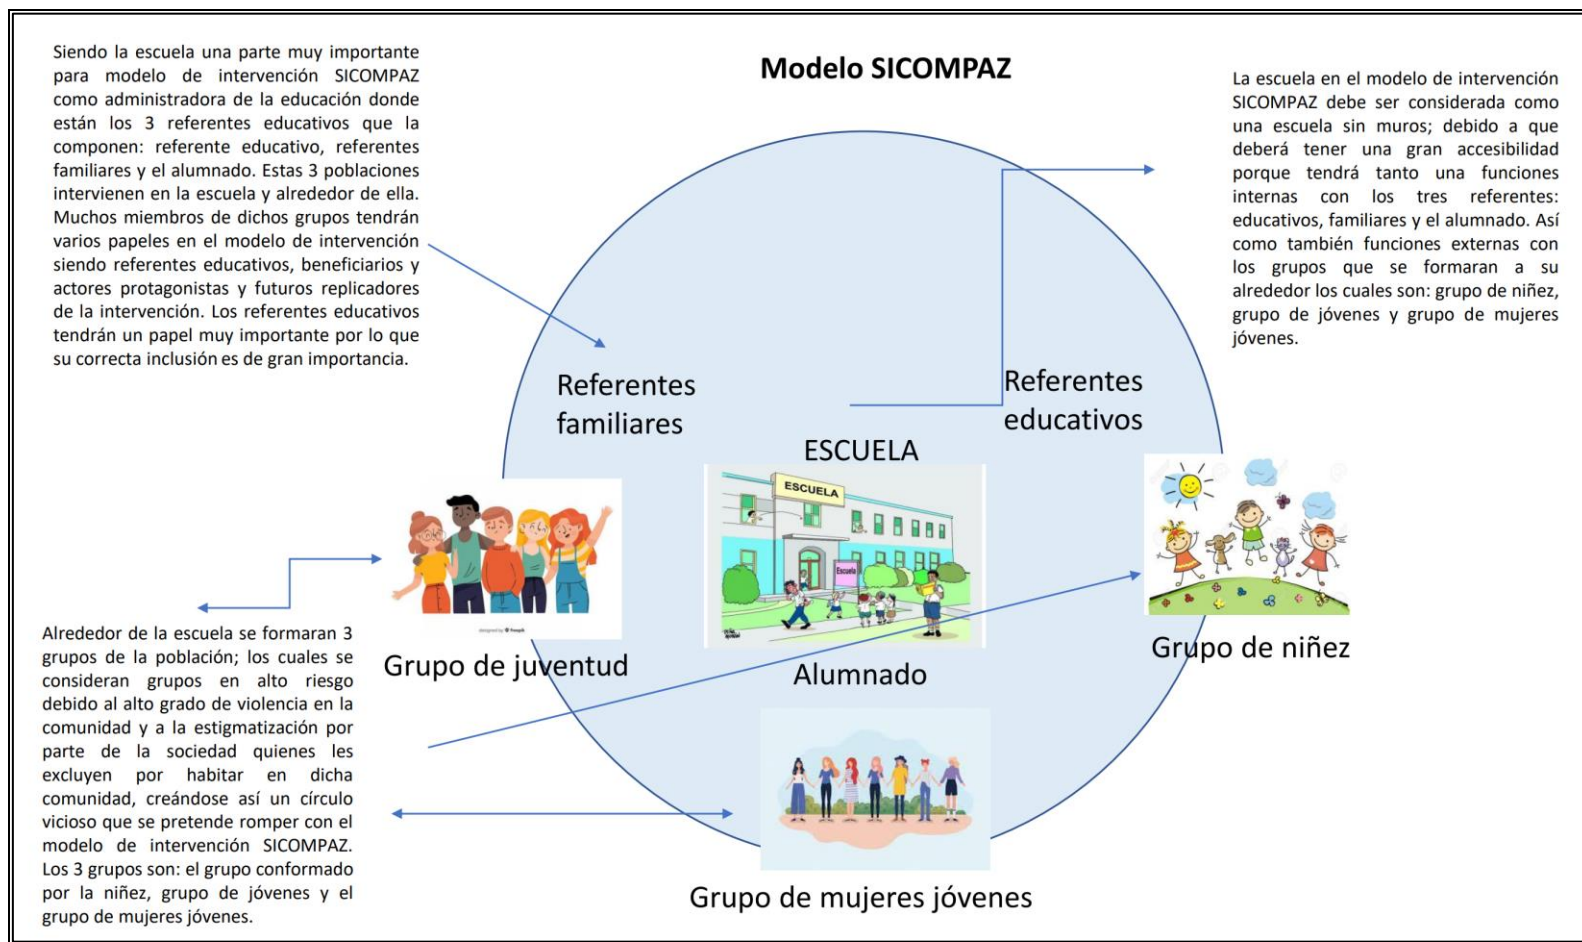 Modelo SICOMPAZ
Siendo la escuela una parte muy importante
para modelo de intervención SICOMPAZ
como administradora de la educación donde
están los 3 referentes educativos que la
componen: referente educativo, referentes
familiares y el alumnado. Estas 3 poblaciones
intervienen en la escuela y alrededor de ella.
Muchos miembros de dichos grupos tendrán
varios papeles en el modelo de intervención
siendo referentes educativos, beneficiarios y
actores protagonistas y futuros replicadores
de la intervención. Los referentes educativos
tendrán un papel muy importante por lo que
su correcta inclusión es de gran importancia.
La escuela en el modelo de intervención
SICOMPAZ debe ser considerada como
una escuela sin muros; debido a que
deberá tener una gran accesibilidad
porque tendrá tanto una funciones
internas con los tres referentes:
educativos, familiares y el alumnado. Así
como también funciones externas con
los grupos que se formaran a su
alrededor los cuales son: grupo de niñez,
grupo de jóvenes y grupo de mujeres
jóvenes.
Referentes
familiares
Referentes
educativos
ESCUELA
ESCUELA
Escuela
designed by freepik
Grupo de juventud
Alumnado
Grupo de niñez
Alrededor de la escuela se formaran 3
grupos de la población; los cuales se
consideran grupos en alto riesgo
debido al alto grado de violencia en la
comunidad y a la estigmatización por
parte de la sociedad quienes les
excluyen por habitar en dicha
comunidad, creándose así un círculo
vicioso que se pretende romper con el
modelo de intervención SICOMPAZ.
Los 3 grupos son: el grupo conformado
por la niñez, grupo de jóvenes y el
grupo de mujeres jóvenes.
Grupo de mujeres jóvenes